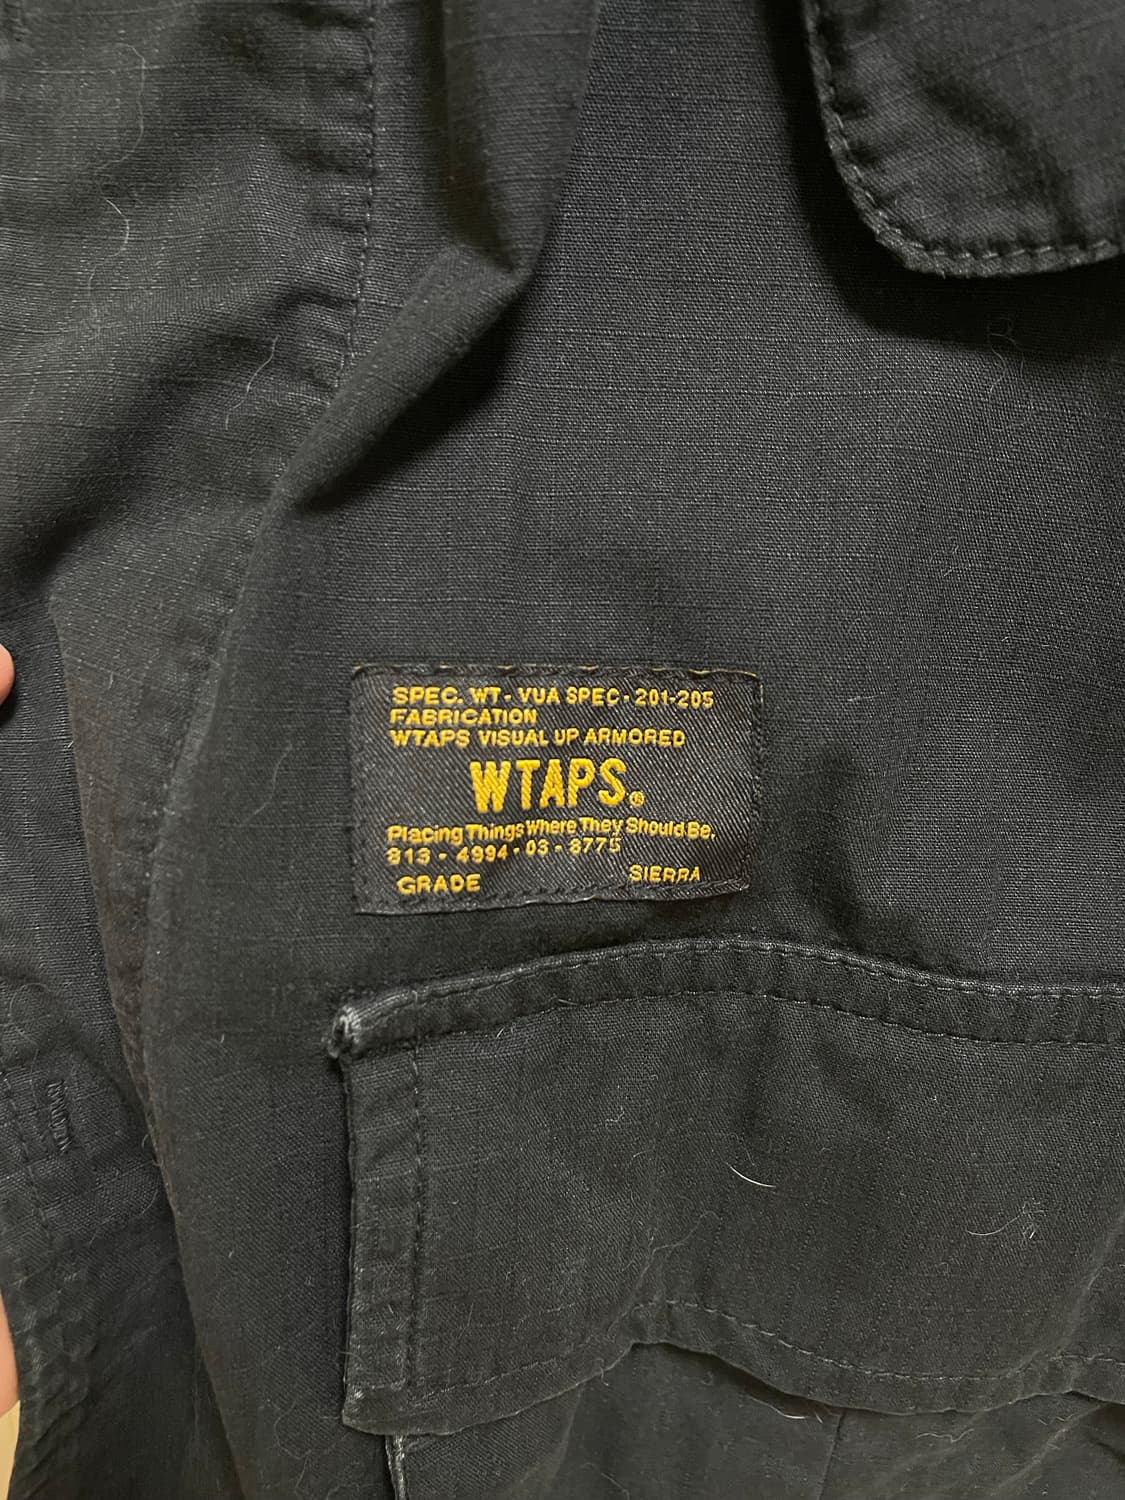 SPEC. WT - VUA SPEC - 201-205
FABRICATION
WTAPS VISUAL UP ARMORED
WTAPS®
Placing Things Where They Should Be.
813 - 4994 - 03 - 8775
GRADE SIERRA